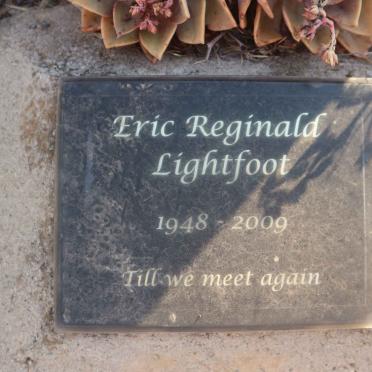 Eric Reginald
Lightfoot
1948 - 2009
Till we meet again